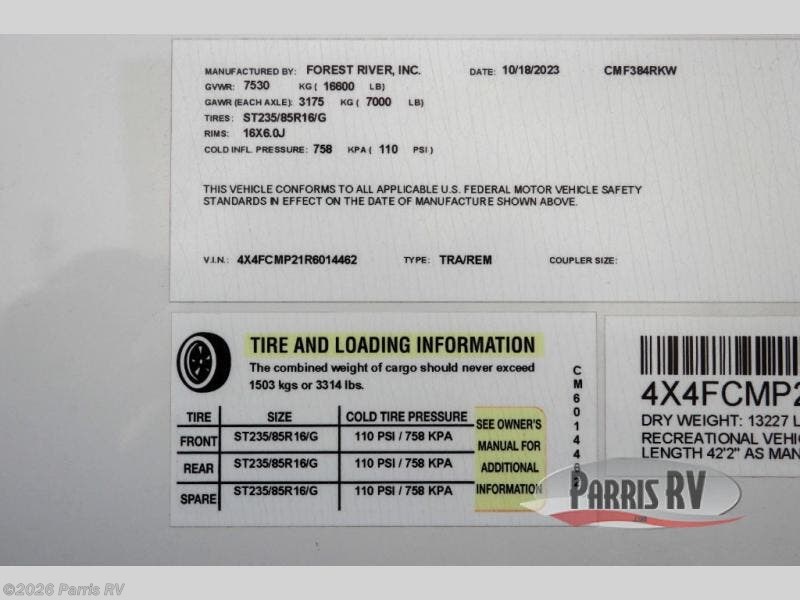 MANUFACTURED BY: FOREST RIVER, INC. DATE: 10/18/2023 CMF384RKW
GVWR: 7530 KG ( 16600 LB)
GAWR (EACH AXLE): 3175 KG ( 7000 LB)
TIRES: ST235/85R16/G
RIMS: 16X6.0J
COLD INFL. PRESSURE: 758 KPA ( 110 PSI )
THIS VEHICLE CONFORMS TO ALL APPLICABLE U.S. FEDERAL MOTOR VEHICLE SAFETY
STANDARDS IN EFFECT ON THE DATE OF MANUFACTURE SHOWN ABOVE.
V.I.N.: 4X4FCMP21R6014462 TYPE: TRA/REM COUPLER SIZE:
TIRE AND LOADING INFORMATION
The combined weight of cargo should never exceed
1503 kgs or 3314 lbs.
TIRE SIZE COLD TIRE PRESSURE
FRONT ST235/85R16/G 110 PSI / 758 KPA
REAR ST235/85R16/G 110 PSI / 758 KPA
SPARE ST235/85R16/G 110 PSI / 758 KPA
SEE OWNER'S
MANUAL FOR
ADDITIONAL
INFORMATION
CM6014462
4X4FCMP2
DRY WEIGHT: 13227 L
RECREATIONAL VEHIC
LENGTH 42'2" AS MAN
PARRIS RV
©2026 Parris RV